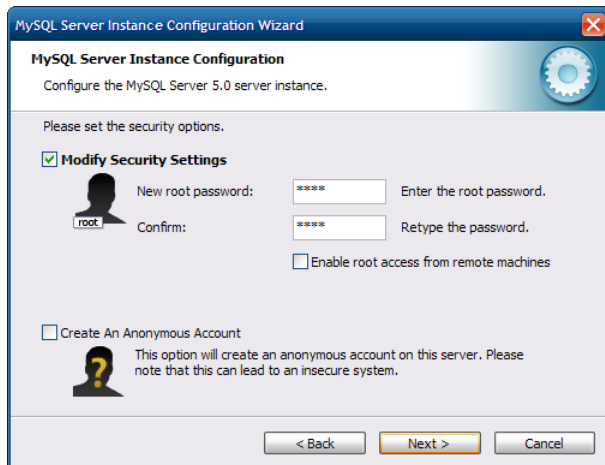 MySQL Server Instance Configuration Wizard
MySQL Server Instance Configuration
Configure the MySQL Server 5.0 server instance.
Please set the security options.
Modify Security Settings
root
New root password: **** Enter the root password.
Confirm: **** Retype the password.
Enable root access from remote machines
Create An Anonymous Account
?
This option will create an anonymous account on this server. Please
note that this can lead to an insecure system.
< Back Next > Cancel